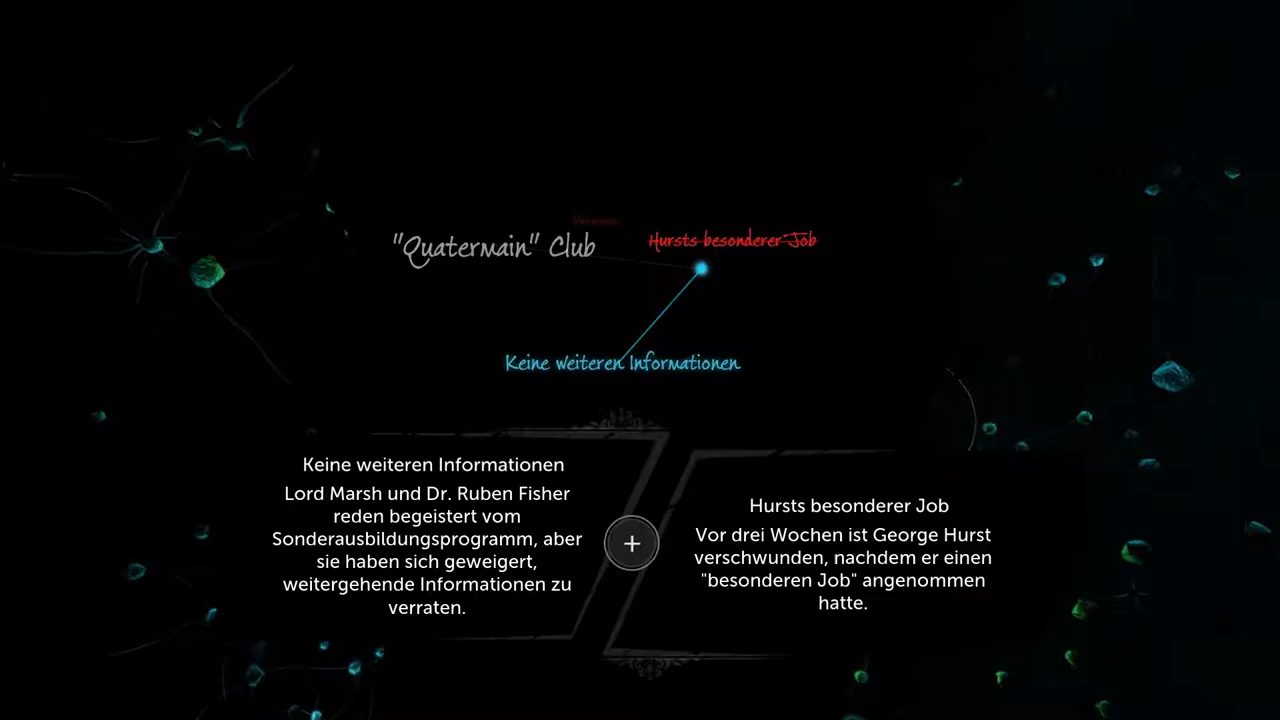 "Quatermain" Club
Hursts besonderer Job
Keine weiteren Informationen
Keine weiteren Informationen
Lord Marsh und Dr. Ruben Fisher
reden begeistert vom
Sonderausbildungsprogramm, aber
sie haben sich geweigert,
weitergehende Informationen zu
verraten.
+
Hursts besonderer Job
Vor drei Wochen ist George Hurst
verschwunden, nachdem er einen
"besonderen Job" angenommen
hatte.